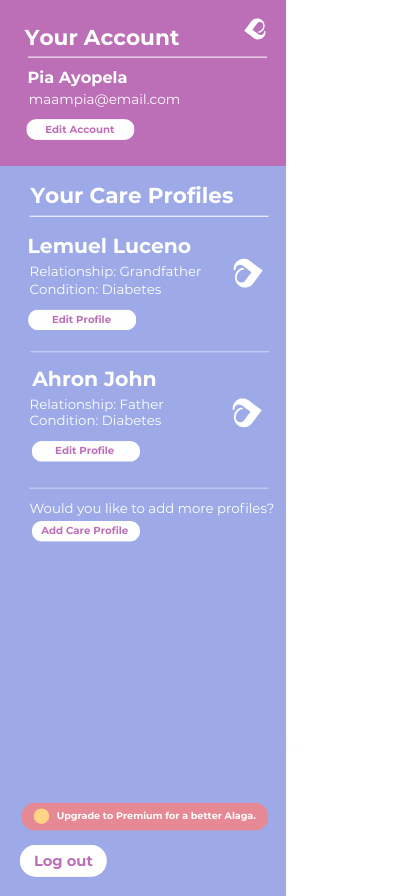 Your Account
Pia Ayopela
maampia@email.com
Edit Account
Your Care Profiles
Lemuel Luceno
Relationship: Grandfather
Condition: Diabetes
Edit Profile
Ahron John
Relationship: Father
Condition: Diabetes
Edit Profile
Would you like to add more profiles?
Add Care Profile
Upgrade to Premium for a better Alaga.
Log out